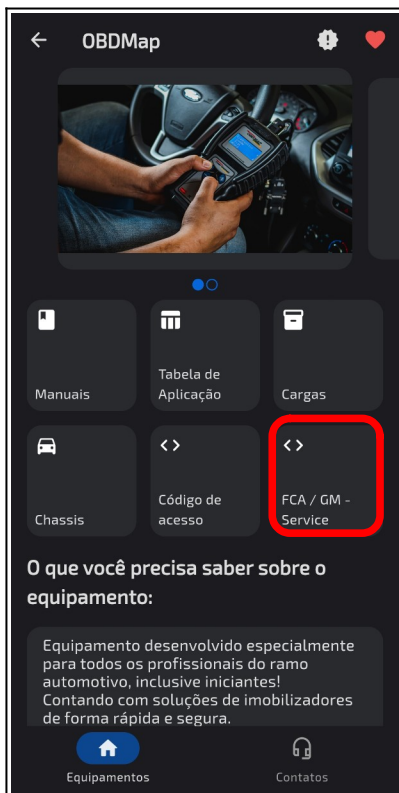 OBDMap
Manuais
Tabela de
Aplicação
Cargas
Chassis
Código de
acesso
FCA / GM -
Service
O que você precisa saber sobre o
equipamento:
Equipamento desenvolvido especialmente
para todos os profissionais do ramo
automotivo, inclusive iniciantes!
Contando com soluções de imobilizadores
de forma rápida e segura.
Equipamentos
Contatos